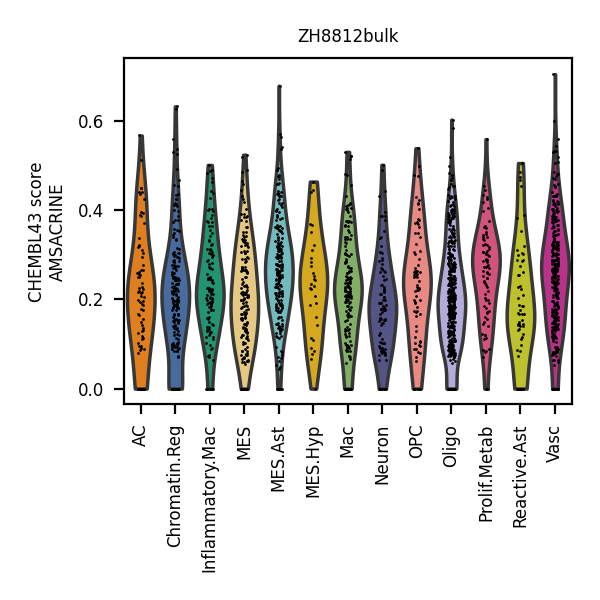 ZH8812bulk
CHEMBL43 score
AMSACRINE
0.6
0.4
0.2
0.0
AC
Chromatin.Reg
Inflammatory.Mac
MES
MES.Ast
MES.Hyp
Mac
Neuron
OPC
Oligo
Prolif.Metab
Reactive.Ast
Vasc